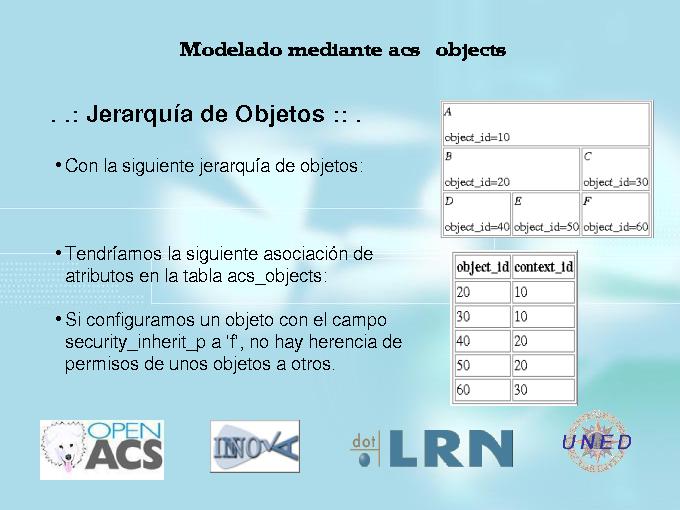 Modelado mediante acs objects
. .: Jerarquía de Objetos :: .
•Con la siguiente jerarquía de objetos:
A
object_id=10
B C
object_id=20 object_id=30
D E F
object_id=40 object_id=50 object_id=60
•Tendríamos la siguiente asociación de
atributos en la tabla acs_objects:
object_id context_id
20 10
30 10
40 20
50 20
60 30
•Si configuramos un objeto con el campo
security_inherit_p a 'f', no hay herencia de
permisos de unos objetos a otros.
OPEN
ACS
INNOVA
dot LRN
UNED